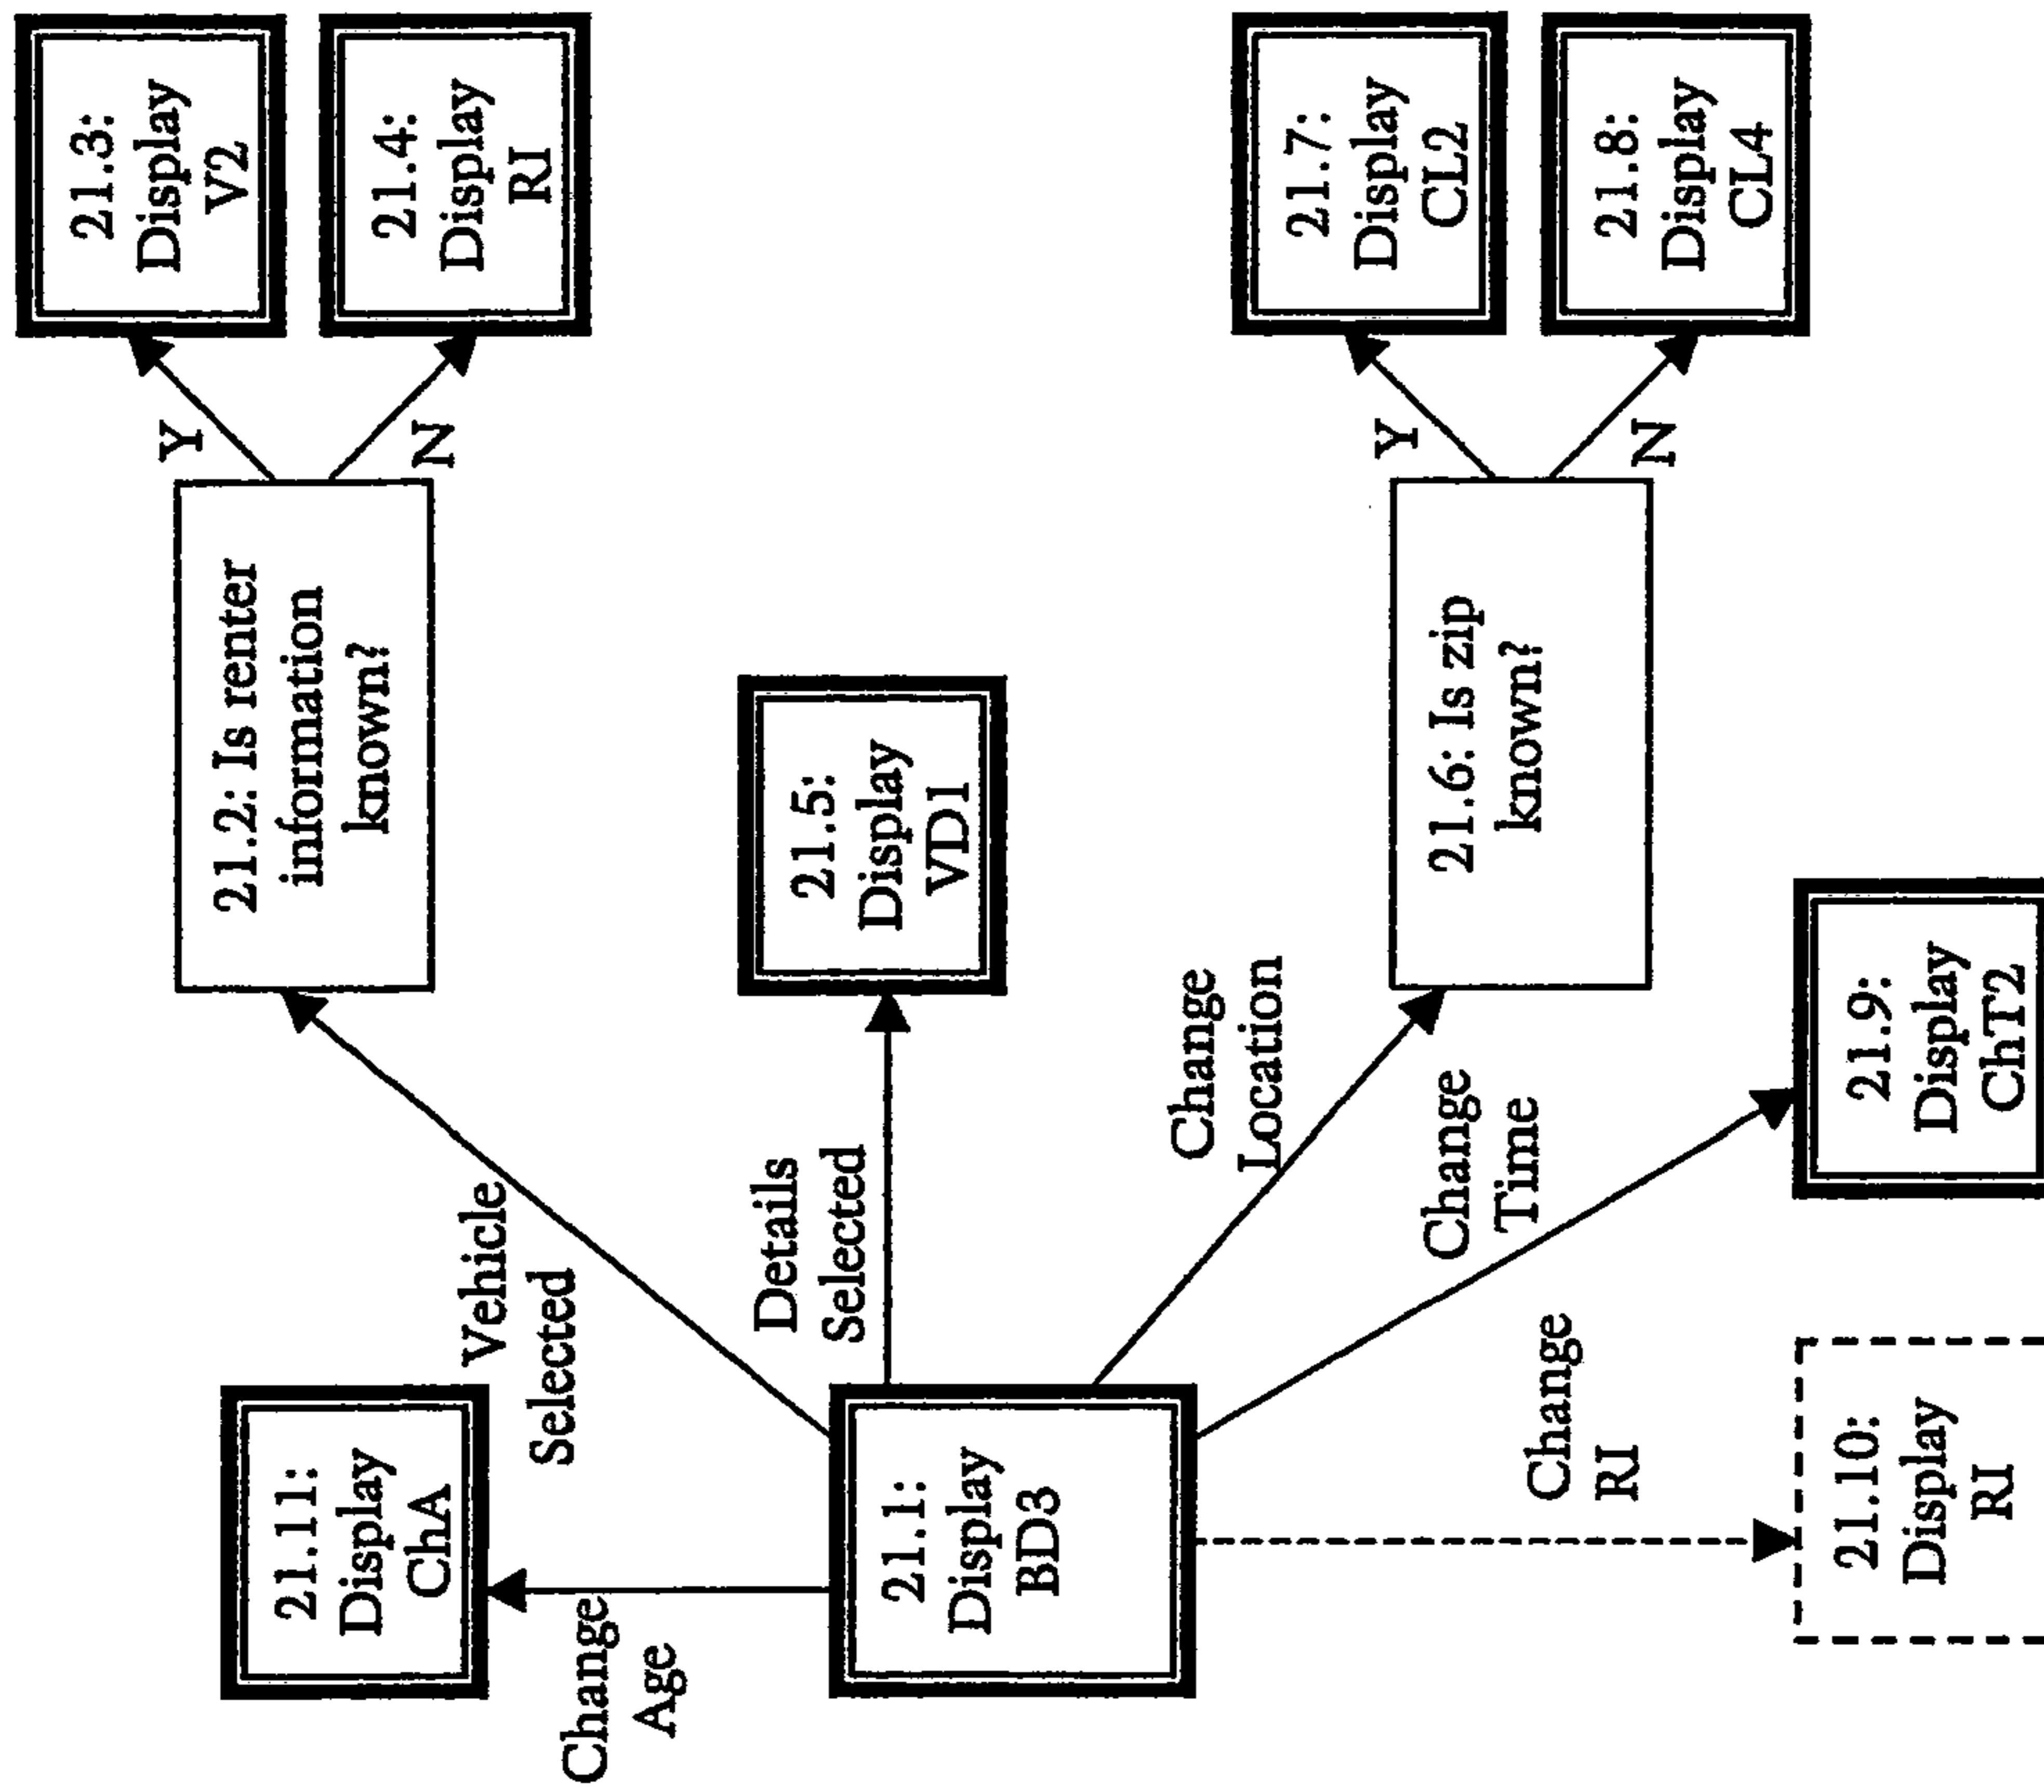 21.11:
Display
ChA
Change
Age
21.1:
Display
BD3
Vehicle
Selected
21.2: Is renter
information
known?
Y
N
21.3:
Display
V2
21.4:
Display
RI
Details
Selected
21.5:
Display
VD1
Change
Location
21.6: Is zip
known?
Y
N
21.7:
Display
CL2
21.8:
Display
CL4
Change
Time
21.9:
Display
ChT2
Change
RI
21.10:
Display
RI